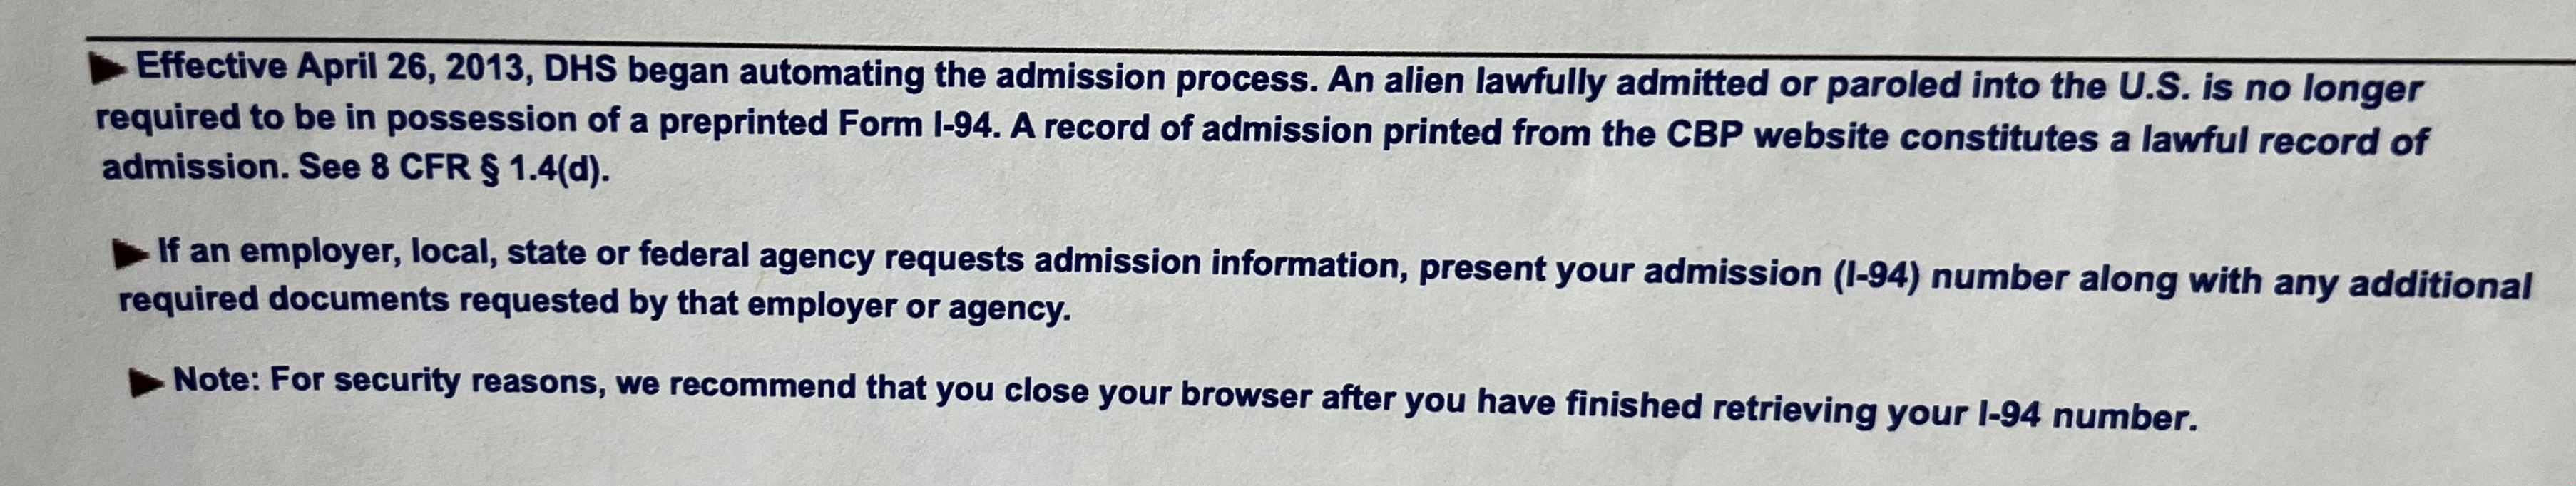 ► Effective April 26, 2013, DHS began automating the admission process. An alien lawfully admitted or paroled into the U.S. is no longer
required to be in possession of a preprinted Form I-94. A record of admission printed from the CBP website constitutes a lawful record of
admission. See 8 CFR § 1.4(d).
► If an employer, local, state or federal agency requests admission information, present your admission (I-94) number along with any additional
required documents requested by that employer or agency.
► Note: For security reasons, we recommend that you close your browser after you have finished retrieving your I-94 number.